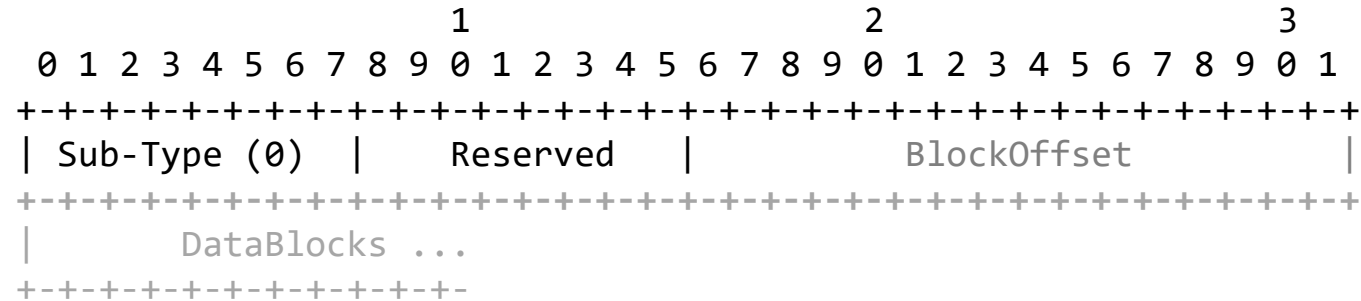 1                   2                   3
 0 1 2 3 4 5 6 7 8 9 0 1 2 3 4 5 6 7 8 9 0 1 2 3 4 5 6 7 8 9 0 1
+-+-+-+-+-+-+-+-+-+-+-+-+-+-+-+-+-+-+-+-+-+-+-+-+-+-+-+-+-+-+-+-+
| Sub-Type (0)  |    Reserved   |          BlockOffset          |
+-+-+-+-+-+-+-+-+-+-+-+-+-+-+-+-+-+-+-+-+-+-+-+-+-+-+-+-+-+-+-+-+
|       DataBlocks ...
+-+-+-+-+-+-+-+-+-+-+-